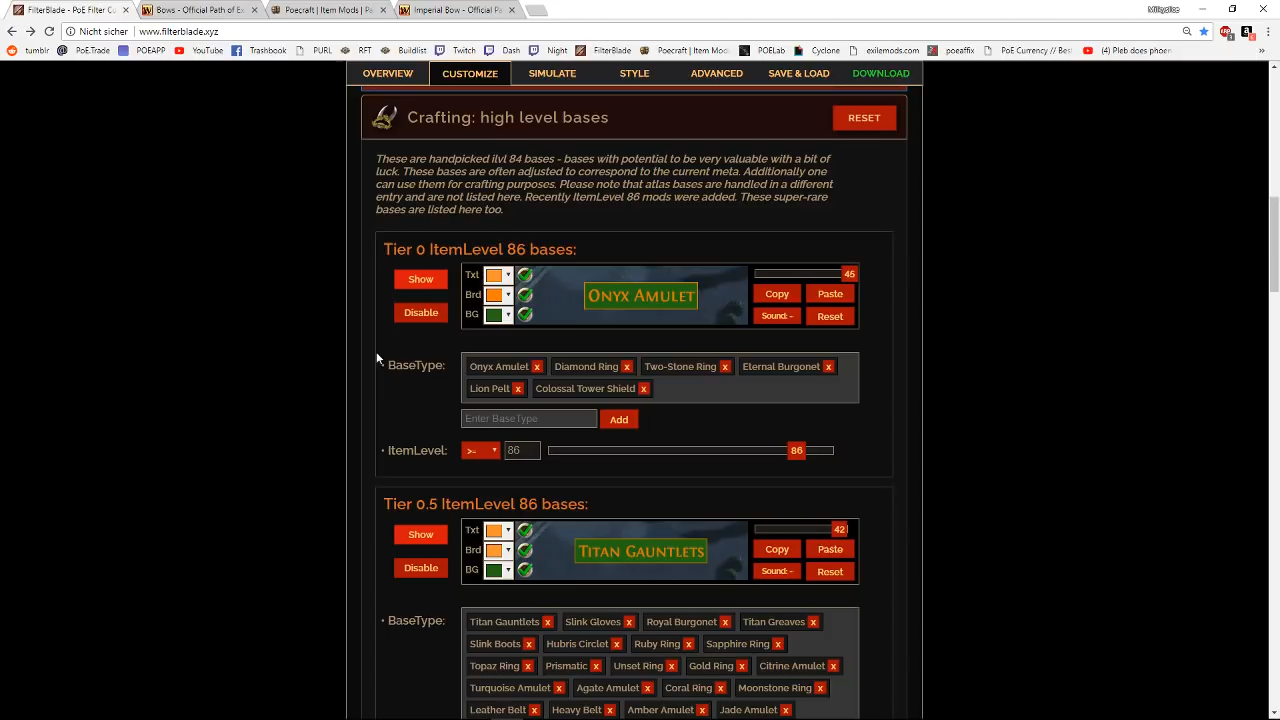 FilterBlade - PoE Filter Cu
Bows - Official Path of Ex
Poecraft | Item Mods | Pa
Imperial Bow - Official Pa
Milkyslice
Nicht sicher
www.filterblade.xyz
tumblr
PoE.Trade
POEAPP
YouTube
Trashbook
PURL
RFT
Buildlist
Twitch
Dash
Night
FilterBlade
Poecraft | Item Mods
POELab
Cyclone
exilemods.com
poeaffix
PoE Currency // Best
(4) Pleb does phoen
OVERVIEW
CUSTOMIZE
SIMULATE
STYLE
ADVANCED
SAVE & LOAD
DOWNLOAD
Crafting: high level bases
RESET
These are handpicked ilvl 84 bases - bases with potential to be very valuable with a bit of
luck. These bases are often adjusted to correspond to the current meta. Additionally one
can use them for crafting purposes. Please note that atlas bases are handled in a different
entry and are not listed here. Recently ItemLevel 86 mods were added. These super-rare
bases are listed here too.
Tier 0 ItemLevel 86 bases:
Show
Disable
Txt
Brd
BG
Onyx Amulet
45
Copy
Paste
Sound: -
Reset
• BaseType:
Onyx Amulet x Diamond Ring x Two-Stone Ring x Eternal Burgonet x
Lion Pelt x Colossal Tower Shield x
Enter BaseType
Add
• ItemLevel:
>=
86
86
Tier 0.5 ItemLevel 86 bases:
Show
Disable
Txt
Brd
BG
Titan Gauntlets
42
Copy
Paste
Sound: -
Reset
• BaseType:
Titan Gauntlets x Slink Gloves x Royal Burgonet x Titan Greaves x
Slink Boots x Hubris Circlet x Ruby Ring x Sapphire Ring x
Topaz Ring x Prismatic x Unset Ring x Gold Ring x Citrine Amulet x
Turquoise Amulet x Agate Amulet x Coral Ring x Moonstone Ring x
Leather Belt x Heavy Belt x Amber Amulet x Jade Amulet x